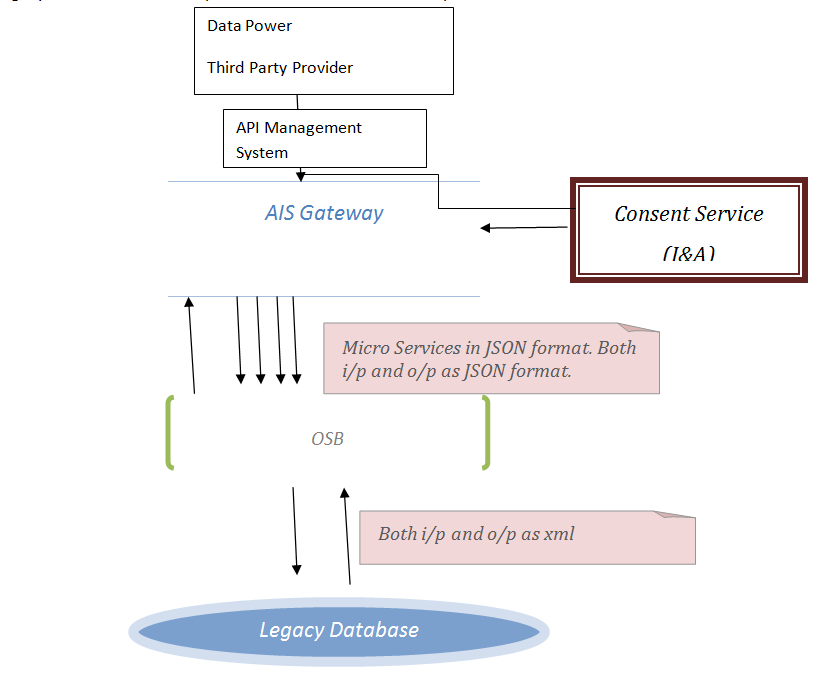 Data Power
Third Party Provider
API Management
System
AIS Gateway
Consent Service
(I&A)
Micro Services in JSON format. Both
i/p and o/p as JSON format.
OSB
Both i/p and o/p as xml
Legacy Database